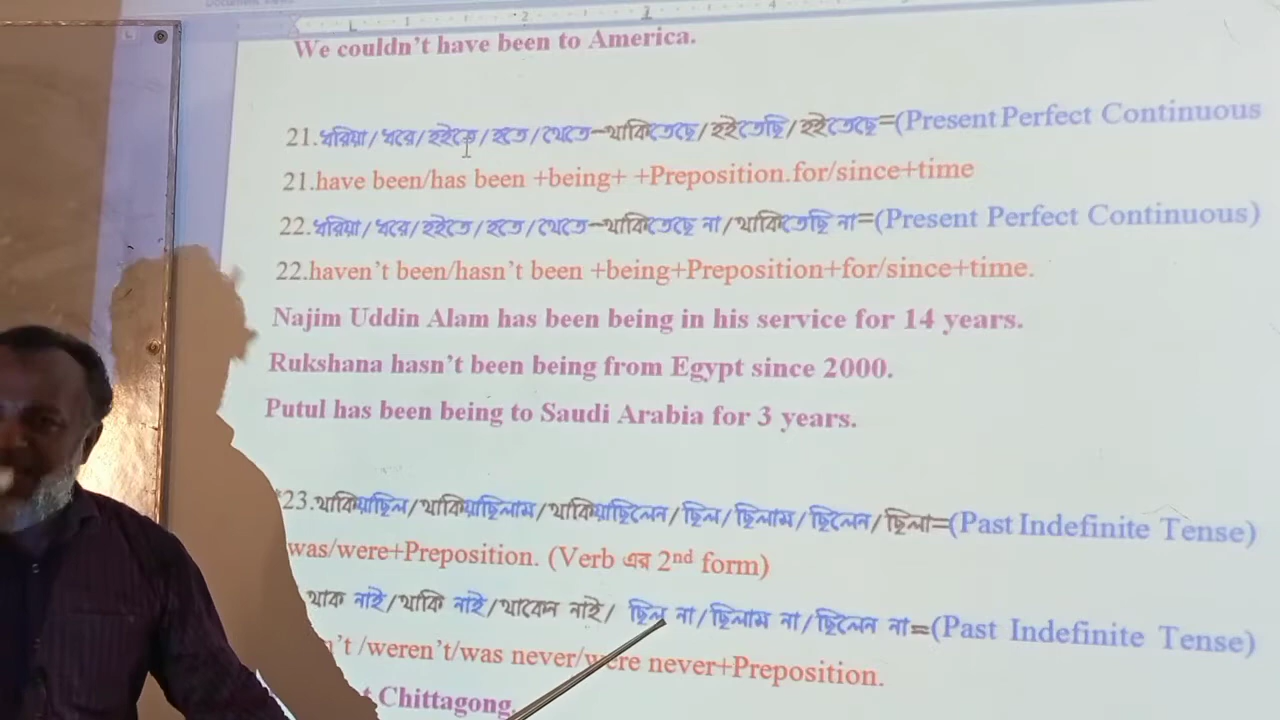 We couldn't have been to America.
21.ধরিয়া/ধরে/হইতে/হতে/থেতে-থাকিতেছে/হইতেছি/হইতেছে=(Present Perfect Continuous
21.have been/has been +being+ +Preposition.for/since+time
22.ধরিয়া/ধরে/হইতে/হতে/থেতে-থাকিতেছে না/থাকিতেছি না=(Present Perfect Continuous)
22.haven't been/hasn't been +being+Preposition+for/since+time.
Najim Uddin Alam has been being in his service for 14 years.
Rukshana hasn't been being from Egypt since 2000.
Putul has been being to Saudi Arabia for 3 years.
23.থাকিয়াছিল/থাকিয়াছিলাম/থাকিয়াছিলেন/ছিল/ছিলাম/ছিলেন/ছিলা=(Past Indefinite Tense)
was/were+Preposition. (Verb এর 2nd form)
থাক নাই/থাকি নাই/থাকেন নাই/ ছিল না/ছিলাম না/ছিলেন না=(Past Indefinite Tense)
't /weren't/was never/were never+Preposition.
t Chittagong.